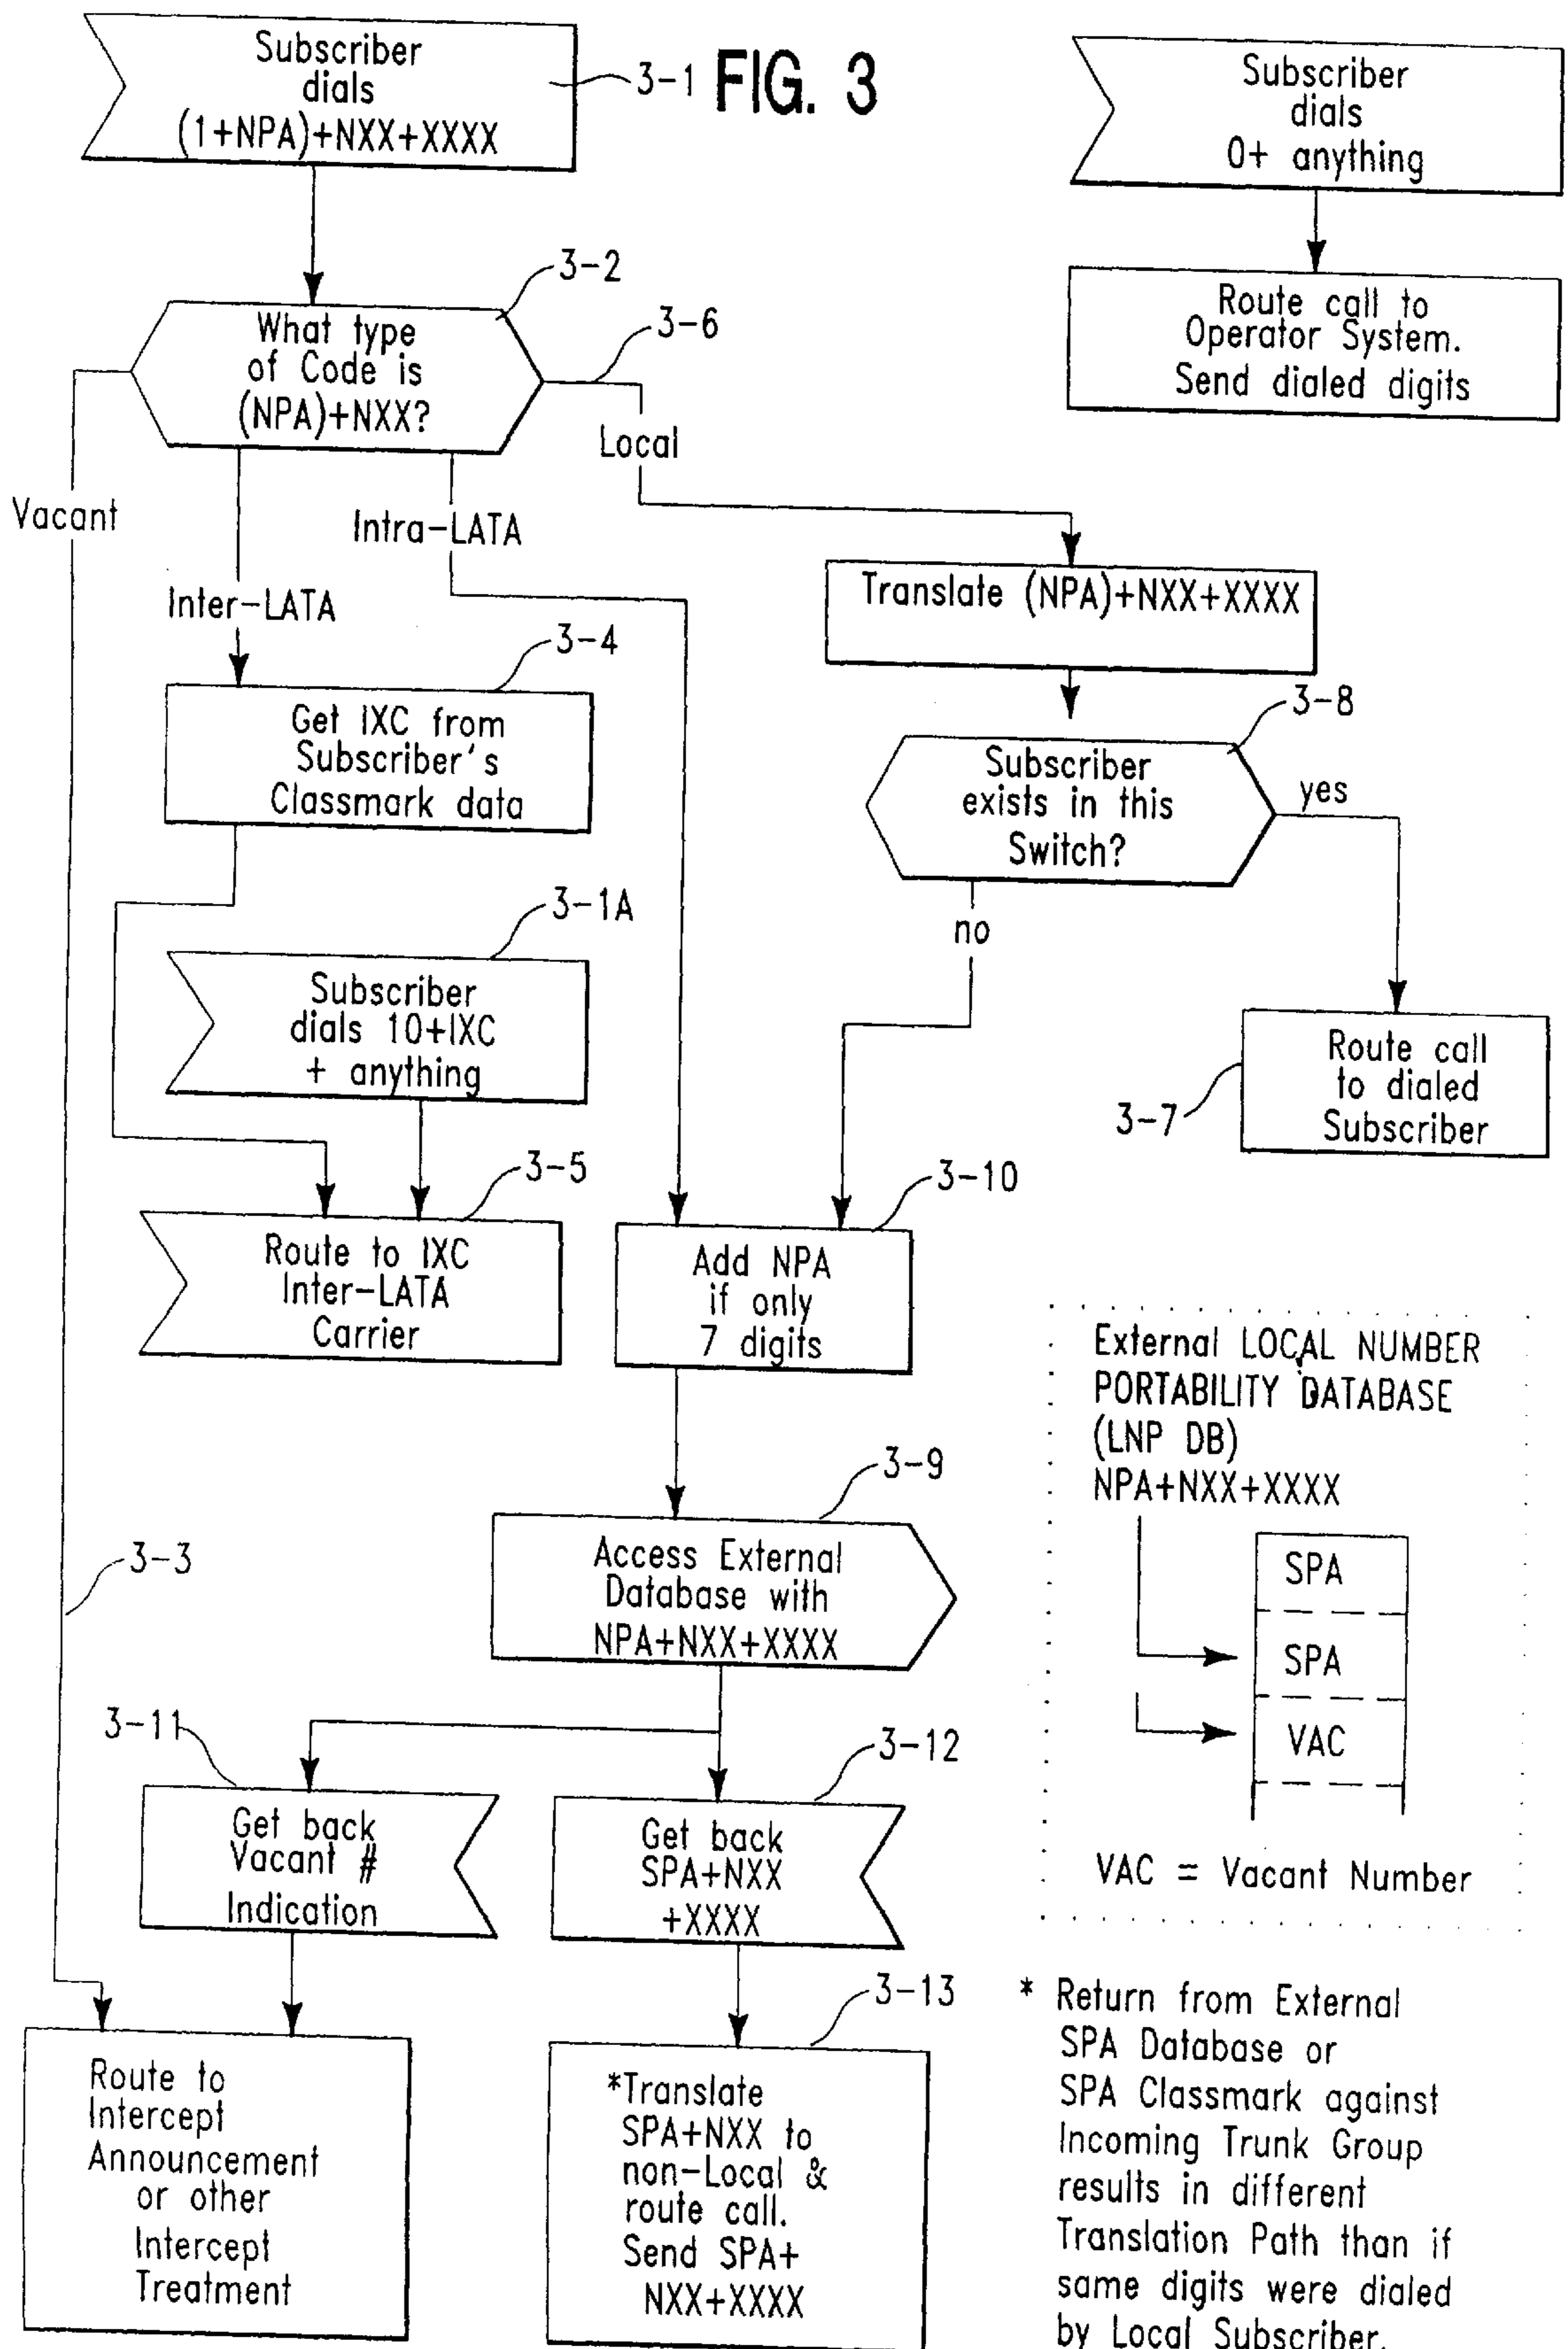 FIG. 3
Subscriber
dials
(1+NPA)+NXX+XXXX
3-1
Subscriber
dials
0+ anything
Route call to
Operator System.
Send dialed digits
3-2
What type
of Code is
(NPA)+NXX?
3-6
Local
Vacant
Intra-LATA
Inter-LATA
Translate (NPA)+NXX+XXXX
3-4
Get IXC from
Subscriber's
Classmark data
3-8
Subscriber
exists in this
Switch?
yes
no
3-1A
Subscriber
dials 10+IXC
+ anything
Route call
to dialed
Subscriber
3-7
3-5
Route to IXC
Inter-LATA
Carrier
3-10
Add NPA
if only
7 digits
External LOCAL NUMBER
PORTABILITY DATABASE
(LNP DB)
NPA+NXX+XXXX
SPA
SPA
VAC
VAC = Vacant Number
3-9
Access External
Database with
NPA+NXX+XXXX
3-3
3-11
Get back
Vacant #
Indication
3-12
Get back
SPA+NXX
+XXXX
Route to
Intercept
Announcement
or other
Intercept
Treatment
3-13
*Translate
SPA+NXX to
non-Local &
route call.
Send SPA+
NXX+XXXX
* Return from External
SPA Database or
SPA Classmark against
Incoming Trunk Group
results in different
Translation Path than if
same digits were dialed
by Local Subscriber.